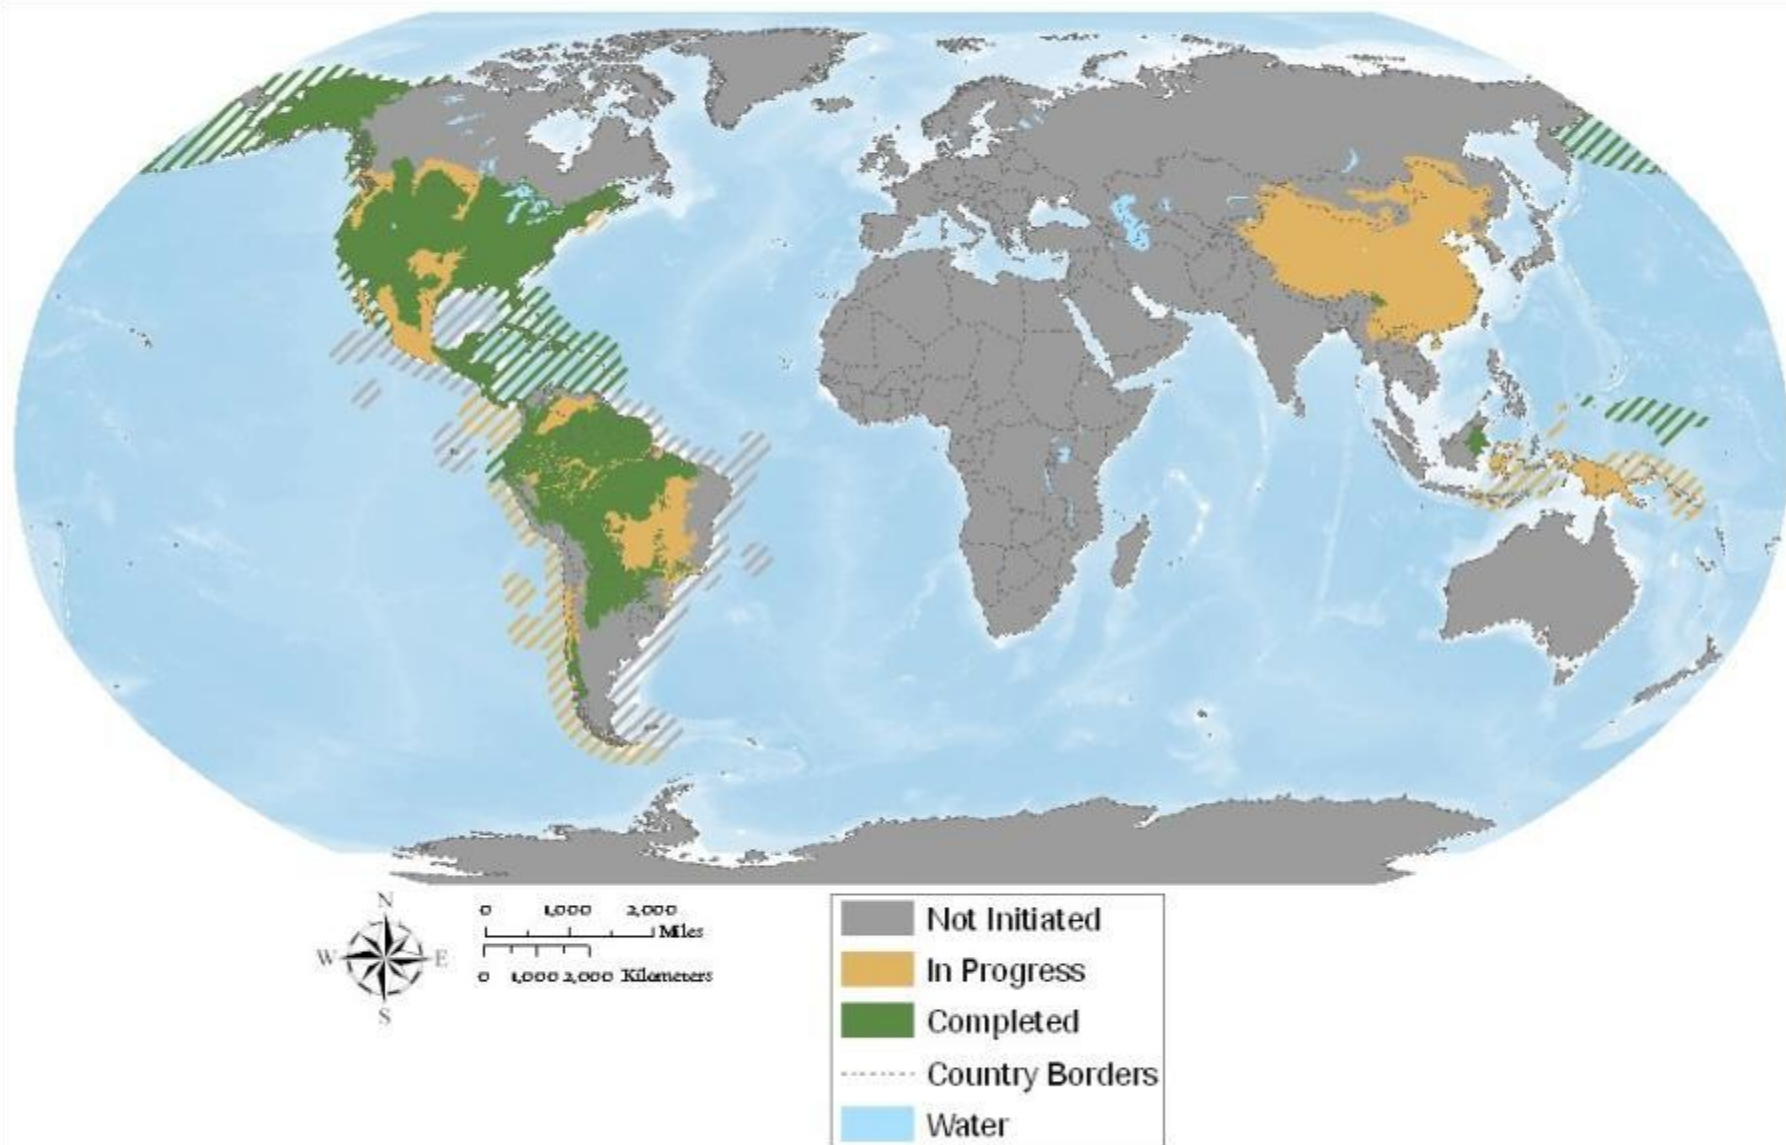 N
W E
S
0 1,000 2,000
Miles
0 1,000 2,000 Kilometers
Not Initiated
In Progress
Completed
Country Borders
Water